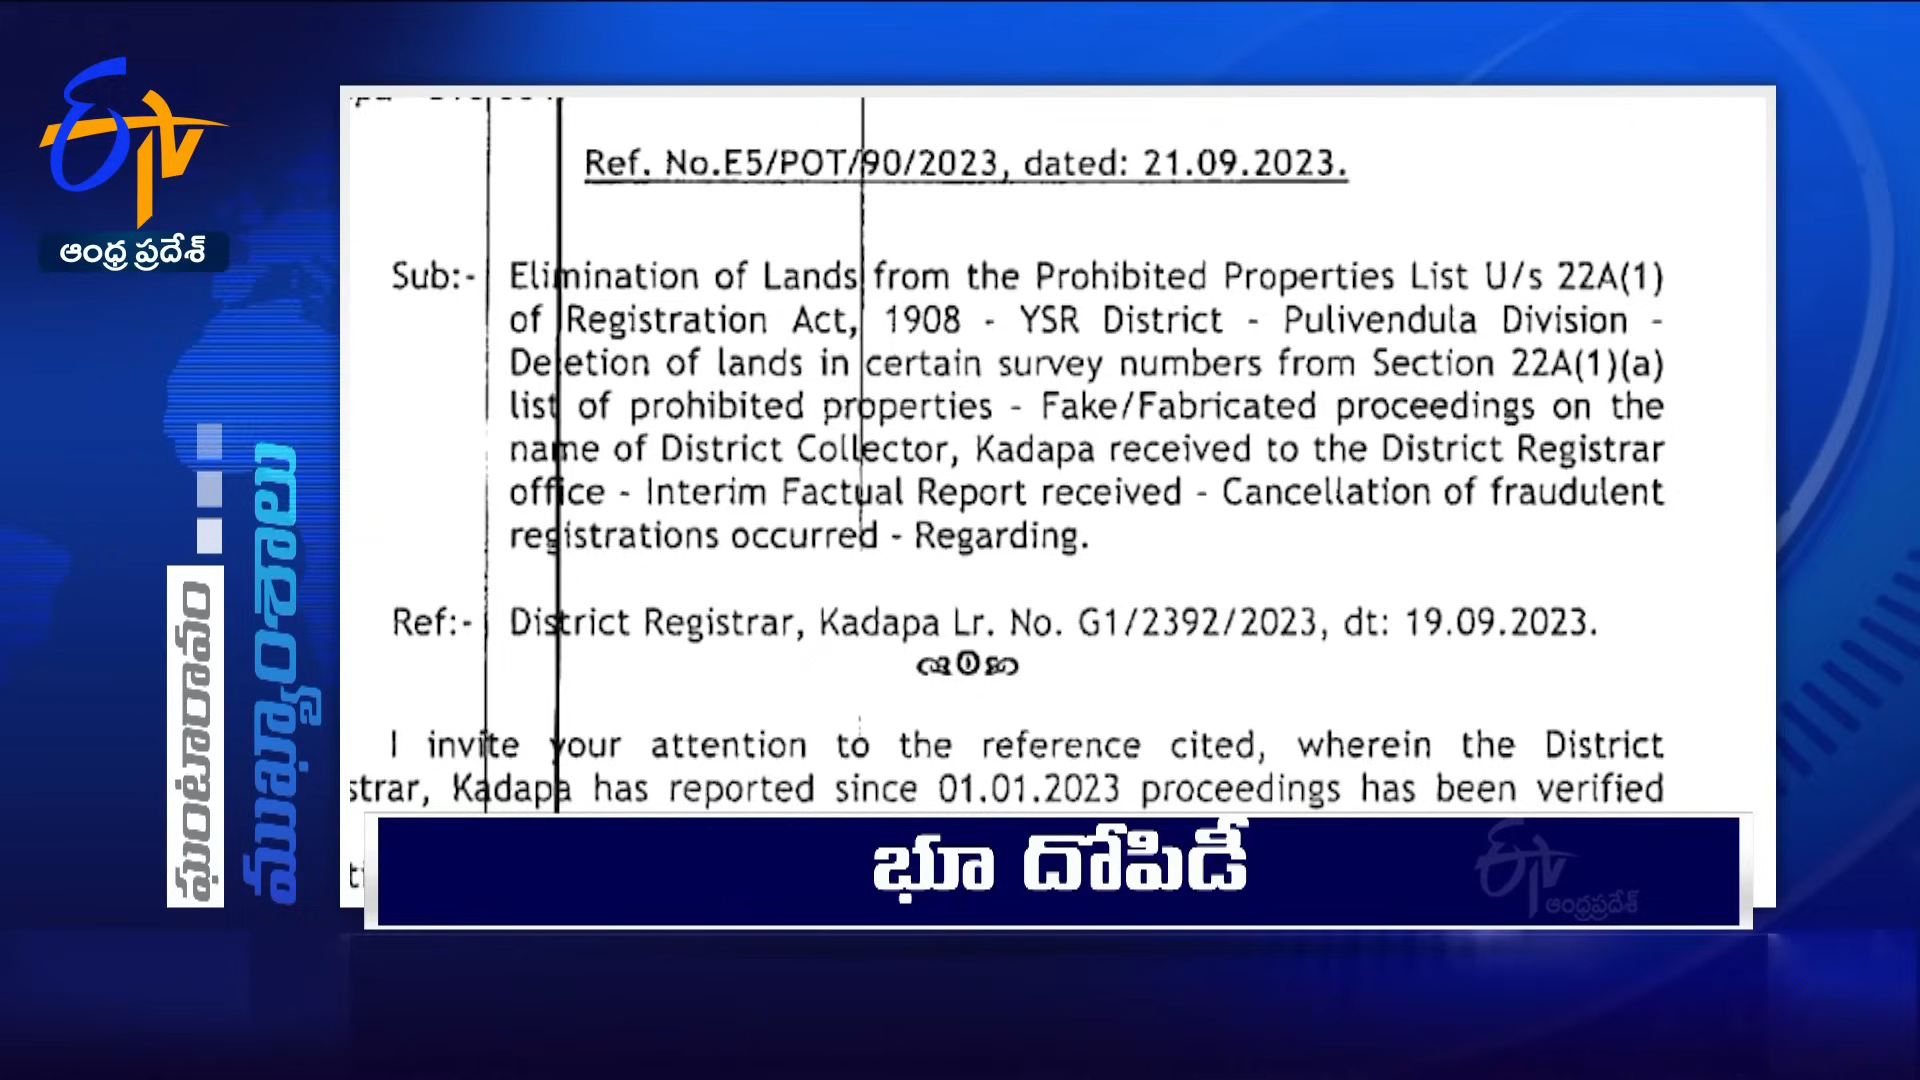 ఆంధ్ర ప్రదేశ్
ఘంటారావం
ముఖ్యాంశాలు
Ref. No.E5/POT/90/2023, dated: 21.09.2023.
Sub:- Elimination of Lands from the Prohibited Properties List U/s 22A(1)
of Registration Act, 1908 - YSR District - Pulivendula Division -
Deletion of lands in certain survey numbers from Section 22A(1)(a)
list of prohibited properties - Fake/Fabricated proceedings on the
name of District Collector, Kadapa received to the District Registrar
office - Interim Factual Report received - Cancellation of fraudulent
registrations occurred - Regarding.
Ref:- District Registrar, Kadapa Lr. No. G1/2392/2023, dt: 19.09.2023.
I invite your attention to the reference cited, wherein the District
strar, Kadapa has reported since 01.01.2023 proceedings has been verified
భూ దోపిడీ
ఆంధ్రప్రదేశ్